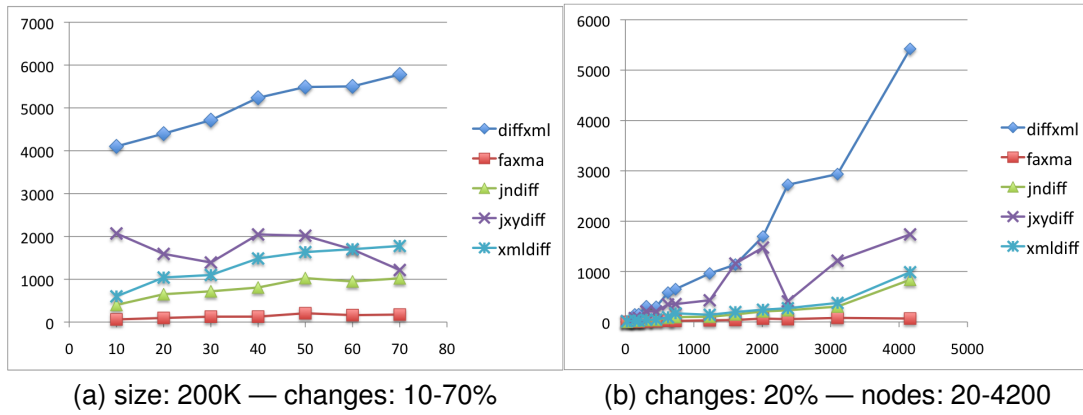 7000
6000
5000
4000
3000
2000
1000
0
0 10 20 30 40 50 60 70 80
diffxml
faxma
jndiff
jxydiff
xmldiff
(a) size: 200K — changes: 10-70%
6000
5000
4000
3000
2000
1000
0
0 1000 2000 3000 4000 5000
diffxml
faxma
jndiff
jxydiff
xmldiff
(b) changes: 20% — nodes: 20-4200